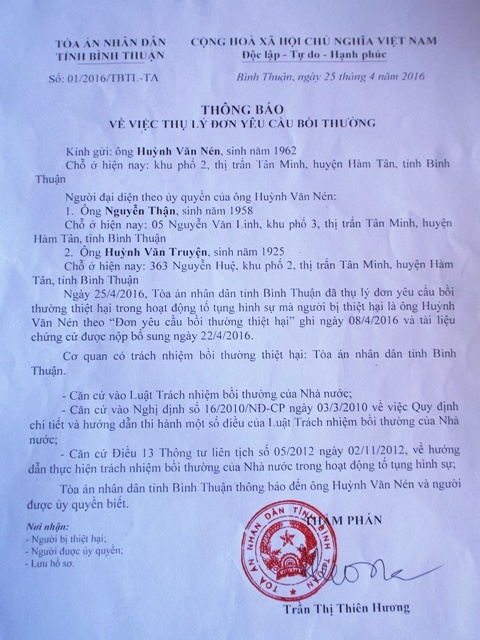 TÒA ÁN NHÂN DÂN
TỈNH BÌNH THUẬN
CỘNG HOÀ XÃ HỘI CHỦ NGHĨA VIỆT NAM
Độc lập - Tự do - Hạnh phúc
Số: 01/2016/TBTL-TA
Bình Thuận, ngày 25 tháng 4 năm 2016
THÔNG BÁO
VỀ VIỆC THỤ LÝ ĐƠN YÊU CẦU BỒI THƯỜNG
Kính gửi: ông Huỳnh Văn Nén, sinh năm 1962
Chỗ ở hiện nay: khu phố 2, thị trấn Tân Minh, huyện Hàm Tân, tỉnh Bình
Thuận
Người đại diện theo ủy quyền của ông Huỳnh Văn Nén:
1. Ông Nguyễn Thận, sinh năm 1958
Chỗ ở hiện nay: 05 Nguyễn Văn Linh, khu phố 3, thị trấn Tân Minh, huyện
Hàm Tân, tỉnh Bình Thuận
2. Ông Huỳnh Văn Truyện, sinh năm 1925
Chỗ ở hiện nay: 363 Nguyễn Huệ, khu phố 2, thị trấn Tân Minh, huyện Hàm
Tân, tỉnh Bình Thuận
Ngày 25/4/2016, Tòa án nhân dân tỉnh Bình Thuận đã thụ lý đơn yêu cầu bồi
thường thiệt hại trong hoạt động tố tụng hình sự mà người bị thiệt hại là ông Huỳnh
Văn Nén theo "Đơn yêu cầu bồi thường thiệt hại" ghi ngày 08/4/2016 và tài liệu
chứng cứ được nộp bổ sung ngày 22/4/2016.
Cơ quan có trách nhiệm bồi thường thiệt hại: Tòa án nhân dân tỉnh Bình
Thuận.
- Căn cứ vào Luật Trách nhiệm bồi thường của Nhà nước;
- Căn cứ vào Nghị định số 16/2010/NĐ-CP ngày 03/3/2010 về việc Quy định
chi tiết và hướng dẫn thi hành một số điều của Luật Trách nhiệm bồi thường của Nhà
nước;
- Căn cứ Điều 13 Thông tư liên tịch số 05/2012 ngày 02/11/2012, về hướng
dẫn thực hiện trách nhiệm bồi thường của Nhà nước trong hoạt động tố tụng hình sự;
Tòa án nhân dân tỉnh Bình Thuận thông báo đến ông Huỳnh Văn Nén và người
được ủy quyền biết.
Nơi nhận:
- Người bị thiệt hại;
- Người được ủy quyền;
- Lưu hồ sơ.
THẨM PHÁN
TÒA ÁN NHÂN DÂN TỈNH BÌNH THUẬN
Trần Thị Thiên Hương